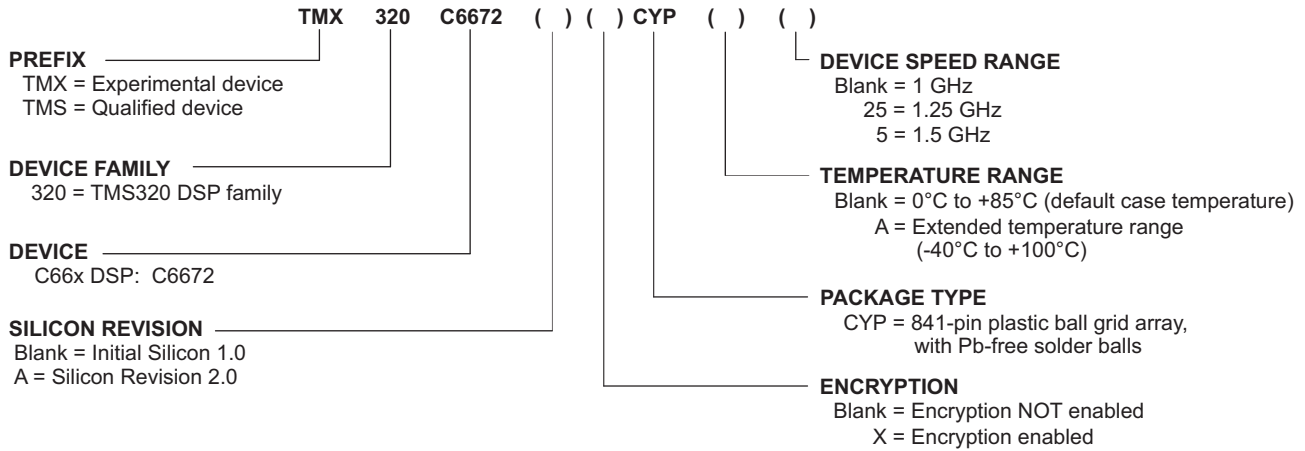 TMX 320 C6672 ( ) ( ) CYP ( ) ( )
PREFIX
TMX = Experimental device
TMS = Qualified device
DEVICE FAMILY
320 = TMS320 DSP family
DEVICE
C66x DSP: C6672
SILICON REVISION
Blank = Initial Silicon 1.0
A = Silicon Revision 2.0
DEVICE SPEED RANGE
Blank = 1 GHz
25 = 1.25 GHz
5 = 1.5 GHz
TEMPERATURE RANGE
Blank = 0°C to +85°C (default case temperature)
A = Extended temperature range
(-40°C to +100°C)
PACKAGE TYPE
CYP = 841-pin plastic ball grid array,
with Pb-free solder balls
ENCRYPTION
Blank = Encryption NOT enabled
X = Encryption enabled